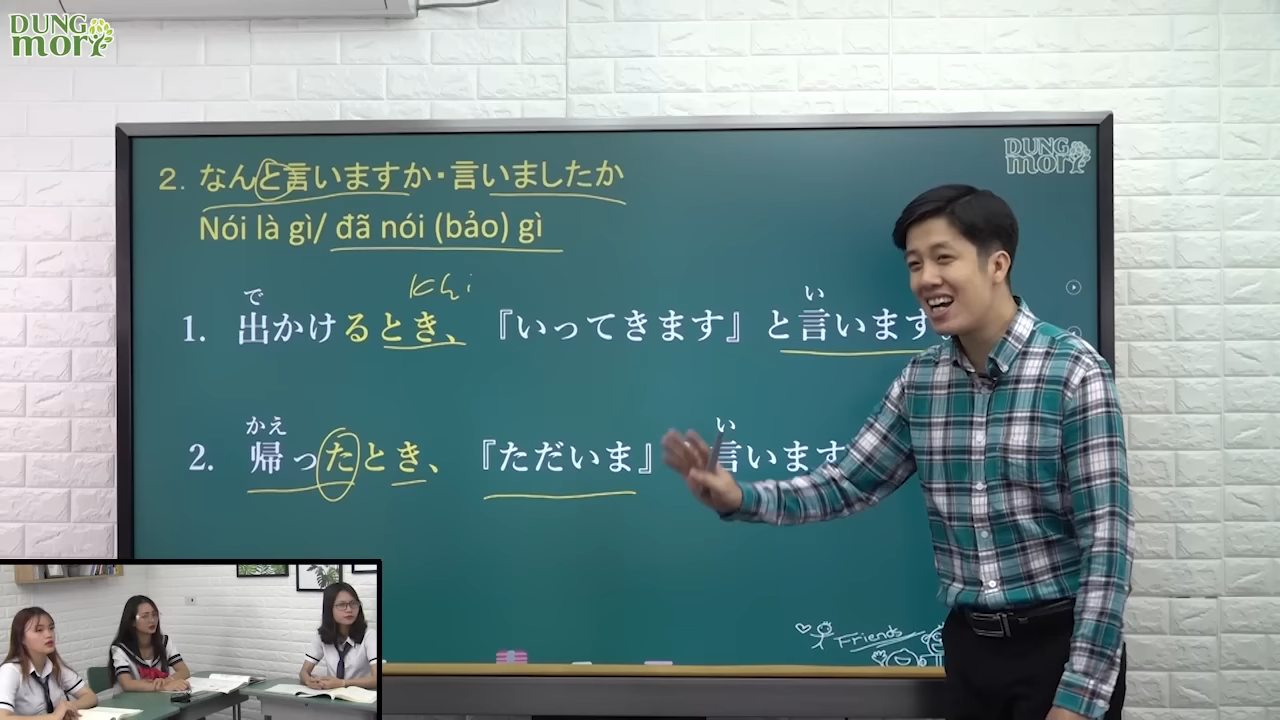 DUNG
mori
DUNG
mori
2. なんと言いますか・言いましたか
Nói là gì/ đã nói (bảo) gì
Khi
で
い
1. 出かけるとき、『いってきます』と言います
かえ
い
2. 帰ったとき、『ただいま』言います
Friends